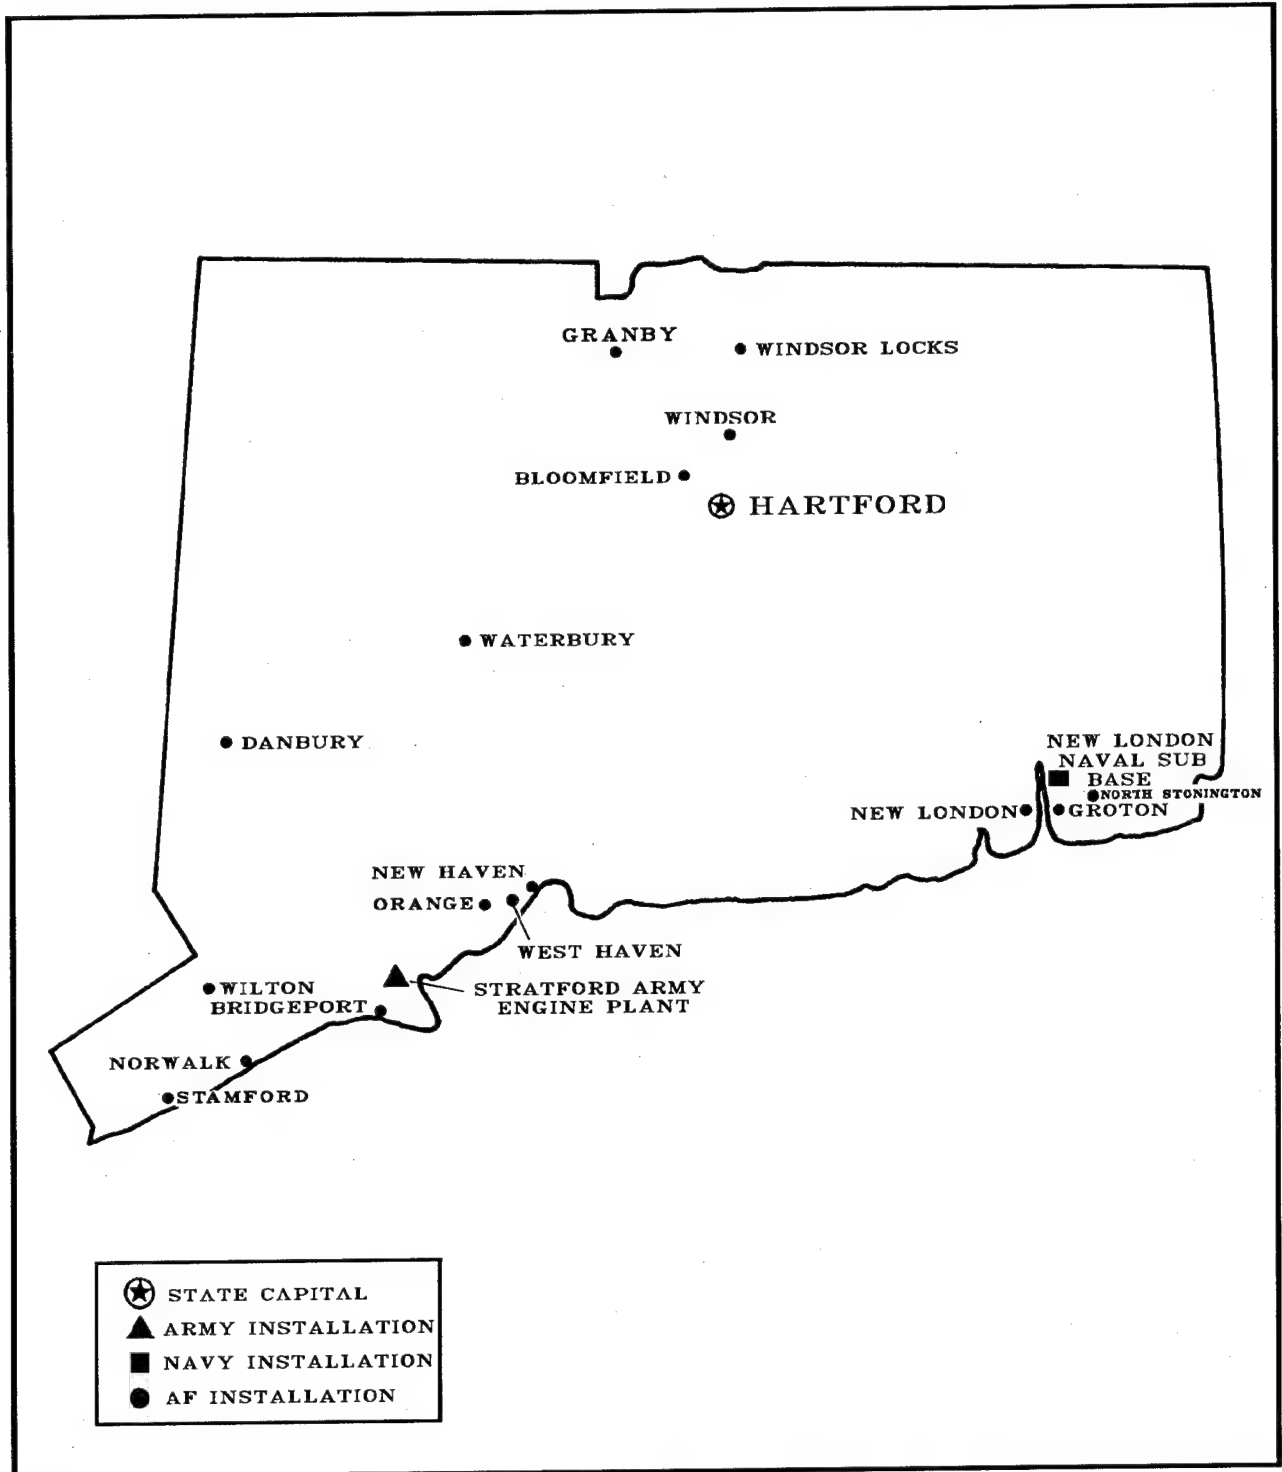 GRANBY
WINDSOR LOCKS
WINDSOR
BLOOMFIELD
HARTFORD
WATERBURY
DANBURY
NEW LONDON
NAVAL SUB
BASE
NORTH STONINGTON
NEW LONDON
GROTON
NEW HAVEN
ORANGE
WEST HAVEN
WILTON
STRATFORD ARMY
ENGINE PLANT
BRIDGEPORT
NORWALK
STAMFORD
STATE CAPITAL
ARMY INSTALLATION
NAVY INSTALLATION
AF INSTALLATION